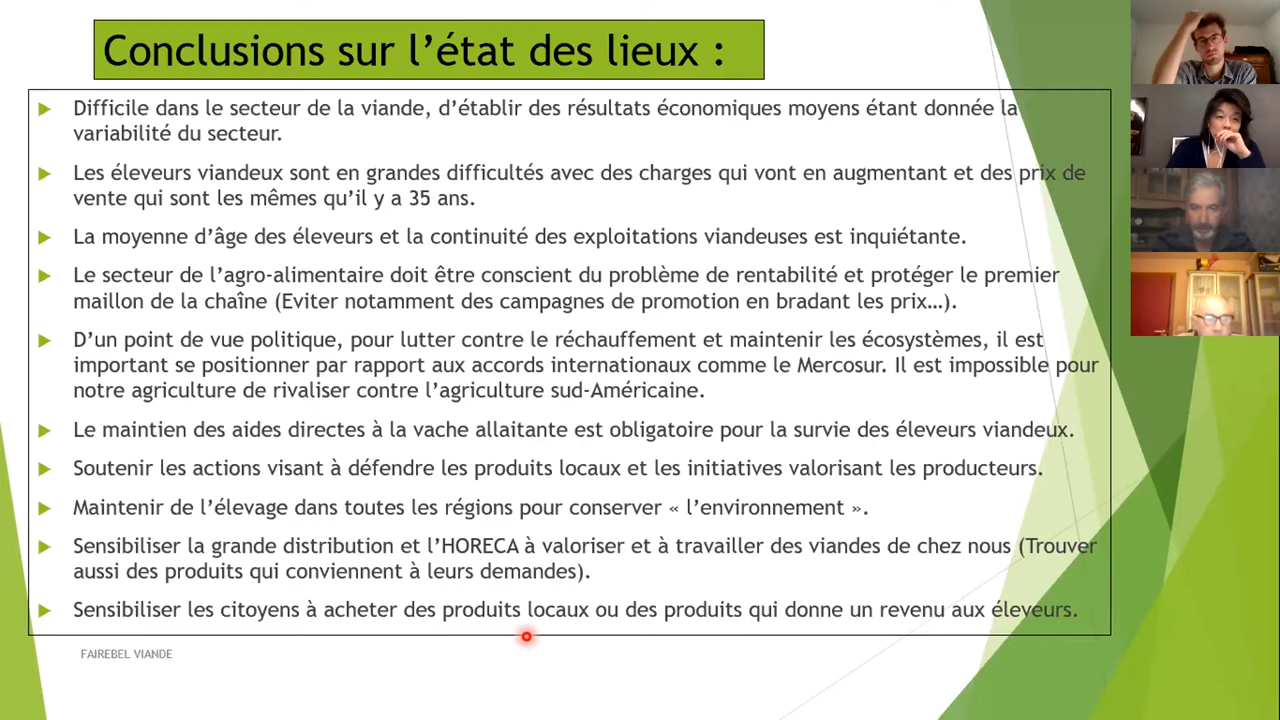 Conclusions sur l’état des lieux :
Difficile dans le secteur de la viande, d’établir des résultats économiques moyens étant donnée la
variabilité du secteur.
Les éleveurs viandeux sont en grandes difficultés avec des charges qui vont en augmentant et des prix de
vente qui sont les mêmes qu’il y a 35 ans.
La moyenne d’âge des éleveurs et la continuité des exploitations viandeuses est inquiétante.
Le secteur de l’agro-alimentaire doit être conscient du problème de rentabilité et protéger le premier
maillon de la chaîne (Eviter notamment des campagnes de promotion en bradant les prix…).
D’un point de vue politique, pour lutter contre le réchauffement et maintenir les écosystèmes, il est
important se positionner par rapport aux accords internationaux comme le Mercosur. Il est impossible pour
notre agriculture de rivaliser contre l’agriculture sud-Américaine.
Le maintien des aides directes à la vache allaitante est obligatoire pour la survie des éleveurs viandeux.
Soutenir les actions visant à défendre les produits locaux et les initiatives valorisant les producteurs.
Maintenir de l’élevage dans toutes les régions pour conserver « l’environnement ».
Sensibiliser la grande distribution et l’HORECA à valoriser et à travailler des viandes de chez nous (Trouver
aussi des produits qui conviennent à leurs demandes).
Sensibiliser les citoyens à acheter des produits locaux ou des produits qui donne un revenu aux éleveurs.
FAIREBEL VIANDE